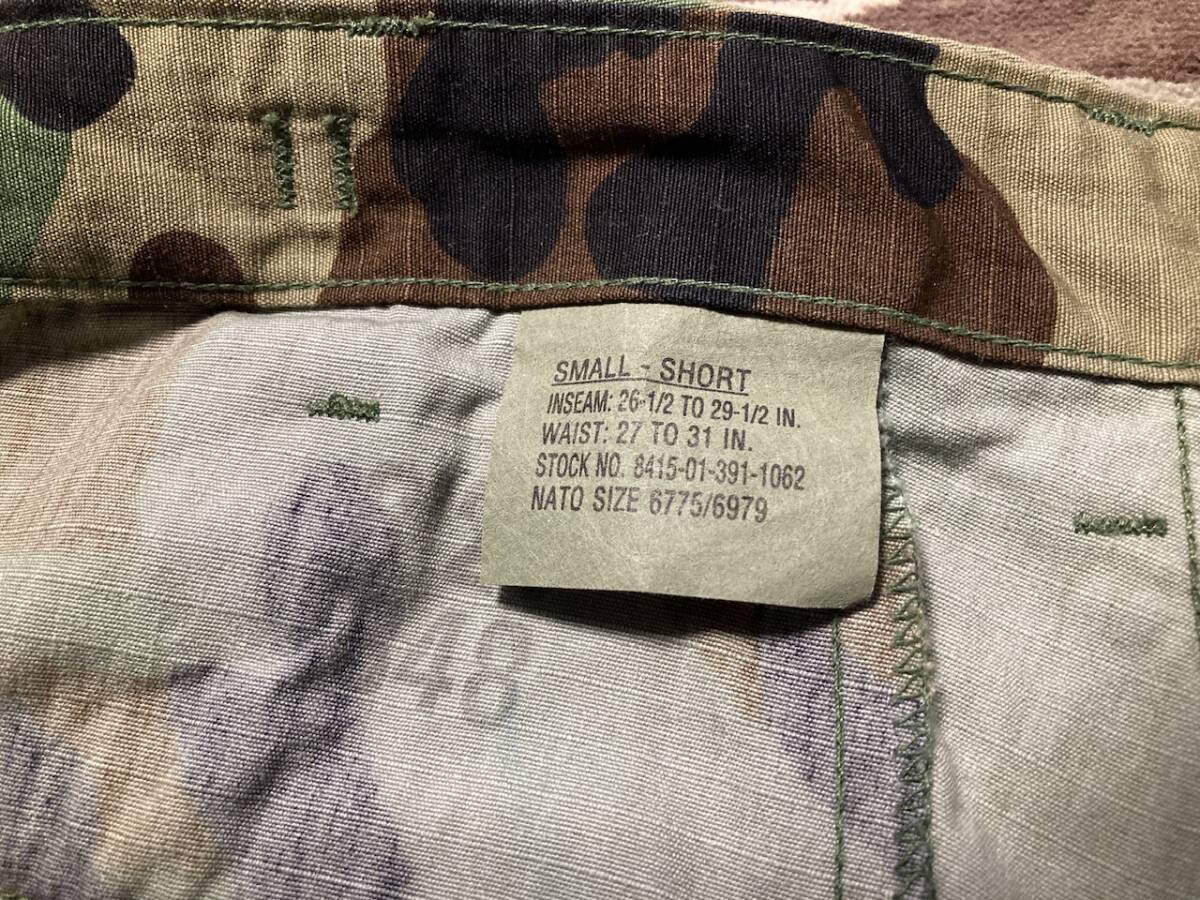 SMALL - SHORT
INSEAM: 26-1/2 TO 29-1/2 IN.
WAIST: 27 TO 31 IN.
STOCK NO. 8415-01-391-1062
NATO SIZE 6775/6979
48